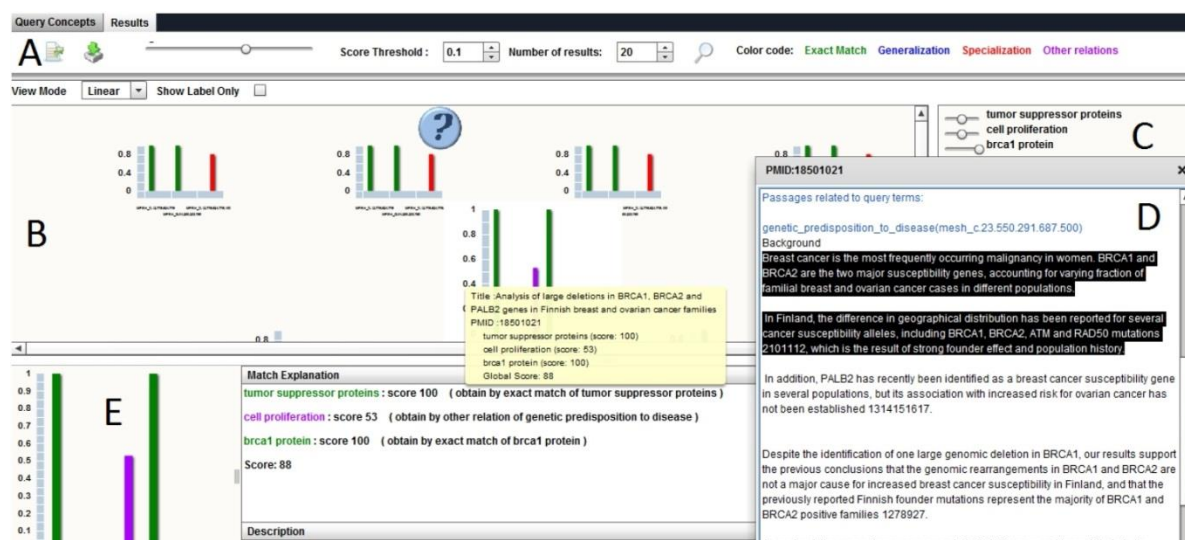 Query Concepts Results
A Score Threshold : 0.1 Number of results: 20 Color code: Exact Match Generalization Specialization Other relations
View Mode Linear Show Label Only
?
tumor suppressor proteins
cell proliferation
brca1 protein
C
0.8
0.4
0
0.8
0.4
0
0.8
0.4
0
0.8
B
1
0.8
0.6
0.4
Title :Analysis of large deletions in BRCA1, BRCA2 and
PALB2 genes in Finnish breast and ovarian cancer families
PMID :18501021
tumor suppressor proteins (score: 100)
cell proliferation (score: 53)
brca1 protein (score: 100)
Global Score: 88
0.8
PMID:18501021 x
Passages related to query terms:
D
genetic_predisposition_to_disease(mesh_c.23.550.291.687.500)
Background
Breast cancer is the most frequently occurring malignancy in women. BRCA1 and
BRCA2 are the two major susceptibility genes, accounting for varying fraction of
familial breast and ovarian cancer cases in different populations.
In Finland, the difference in geographical distribution has been reported for several
cancer susceptibility alleles, including BRCA1, BRCA2, ATM and RAD50 mutations
2101112, which is the result of strong founder effect and population history.
In addition, PALB2 has recently been identified as a breast cancer susceptibility gene
in several populations, but its association with increased risk for ovarian cancer has
not been established 1314151617.
Despite the identification of one large genomic deletion in BRCA1, our results support
the previous conclusions that the genomic rearrangements in BRCA1 and BRCA2 are
not a major cause for increased breast cancer susceptibility in Finland, and that the
previously reported Finnish founder mutations represent the majority of BRCA1 and
BRCA2 positive families 1278927.
1
0.9
0.8
0.7
0.6
0.5
0.4
0.3
0.2
0.1
E
Match Explanation
tumor suppressor proteins : score 100 ( obtain by exact match of tumor suppressor proteins )
cell proliferation : score 53 ( obtain by other relation of genetic predisposition to disease )
brca1 protein : score 100 ( obtain by exact match of brca1 protein )
Score: 88
Description